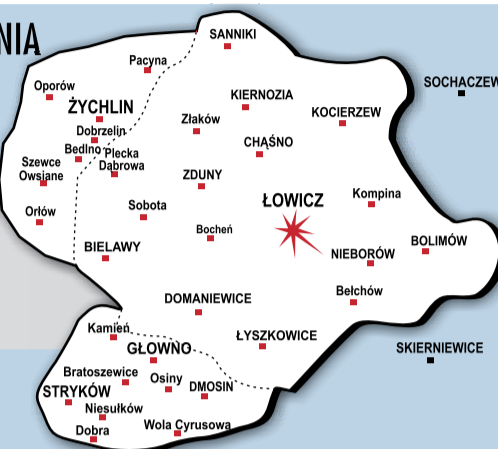 NIA
SANNIKI
Pacyna
Oporów
KIERNOZIA
SOCHACZEW
ŻYCHLIN
KOCIERZEW
Złaków
Dobrzelin
CHĄŚNO
Bedlno
Plecka
Dąbrowa
Szewce
Owsiane
ZDUNY
ŁOWICZ
Kompina
Orłów
Sobota
Bocheń
BIELAWY
NIEBORÓW
BOLIMÓW
Bełchów
DOMANIEWICE
Kamień
ŁYSZKOWICE
GŁOWNO
SKIERNIEWICE
Bratoszewice
Osiny
STRYKÓW
DMOSIN
Niesułków
Dobra
Wola Cyrusowa